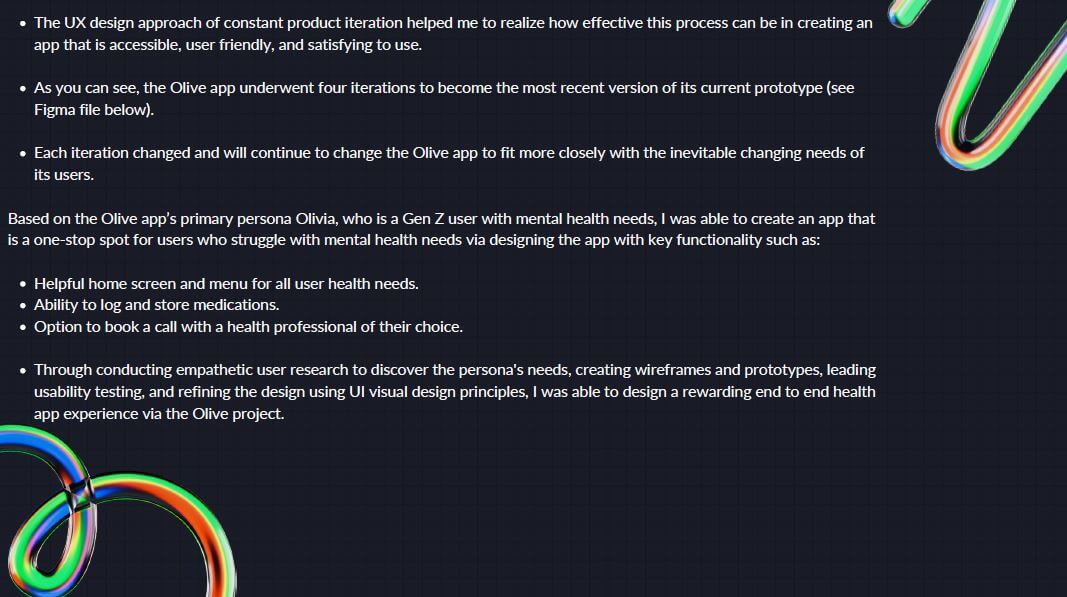 • The UX design approach of constant product iteration helped me to realize how effective this process can be in creating an
app that is accessible, user friendly, and satisfying to use.
• As you can see, the Olive app underwent four iterations to become the most recent version of its current prototype (see
Figma file below).
• Each iteration changed and will continue to change the Olive app to fit more closely with the inevitable changing needs of
its users.
Based on the Olive app's primary persona Olivia, who is a Gen Z user with mental health needs, I was able to create an app that
is a one-stop spot for users who struggle with mental health needs via designing the app with key functionality such as:
• Helpful home screen and menu for all user health needs.
• Ability to log and store medications.
• Option to book a call with a health professional of their choice.
• Through conducting empathetic user research to discover the persona's needs, creating wireframes and prototypes, leading
usability testing, and refining the design using UI visual design principles, I was able to design a rewarding end to end health
app experience via the Olive project.